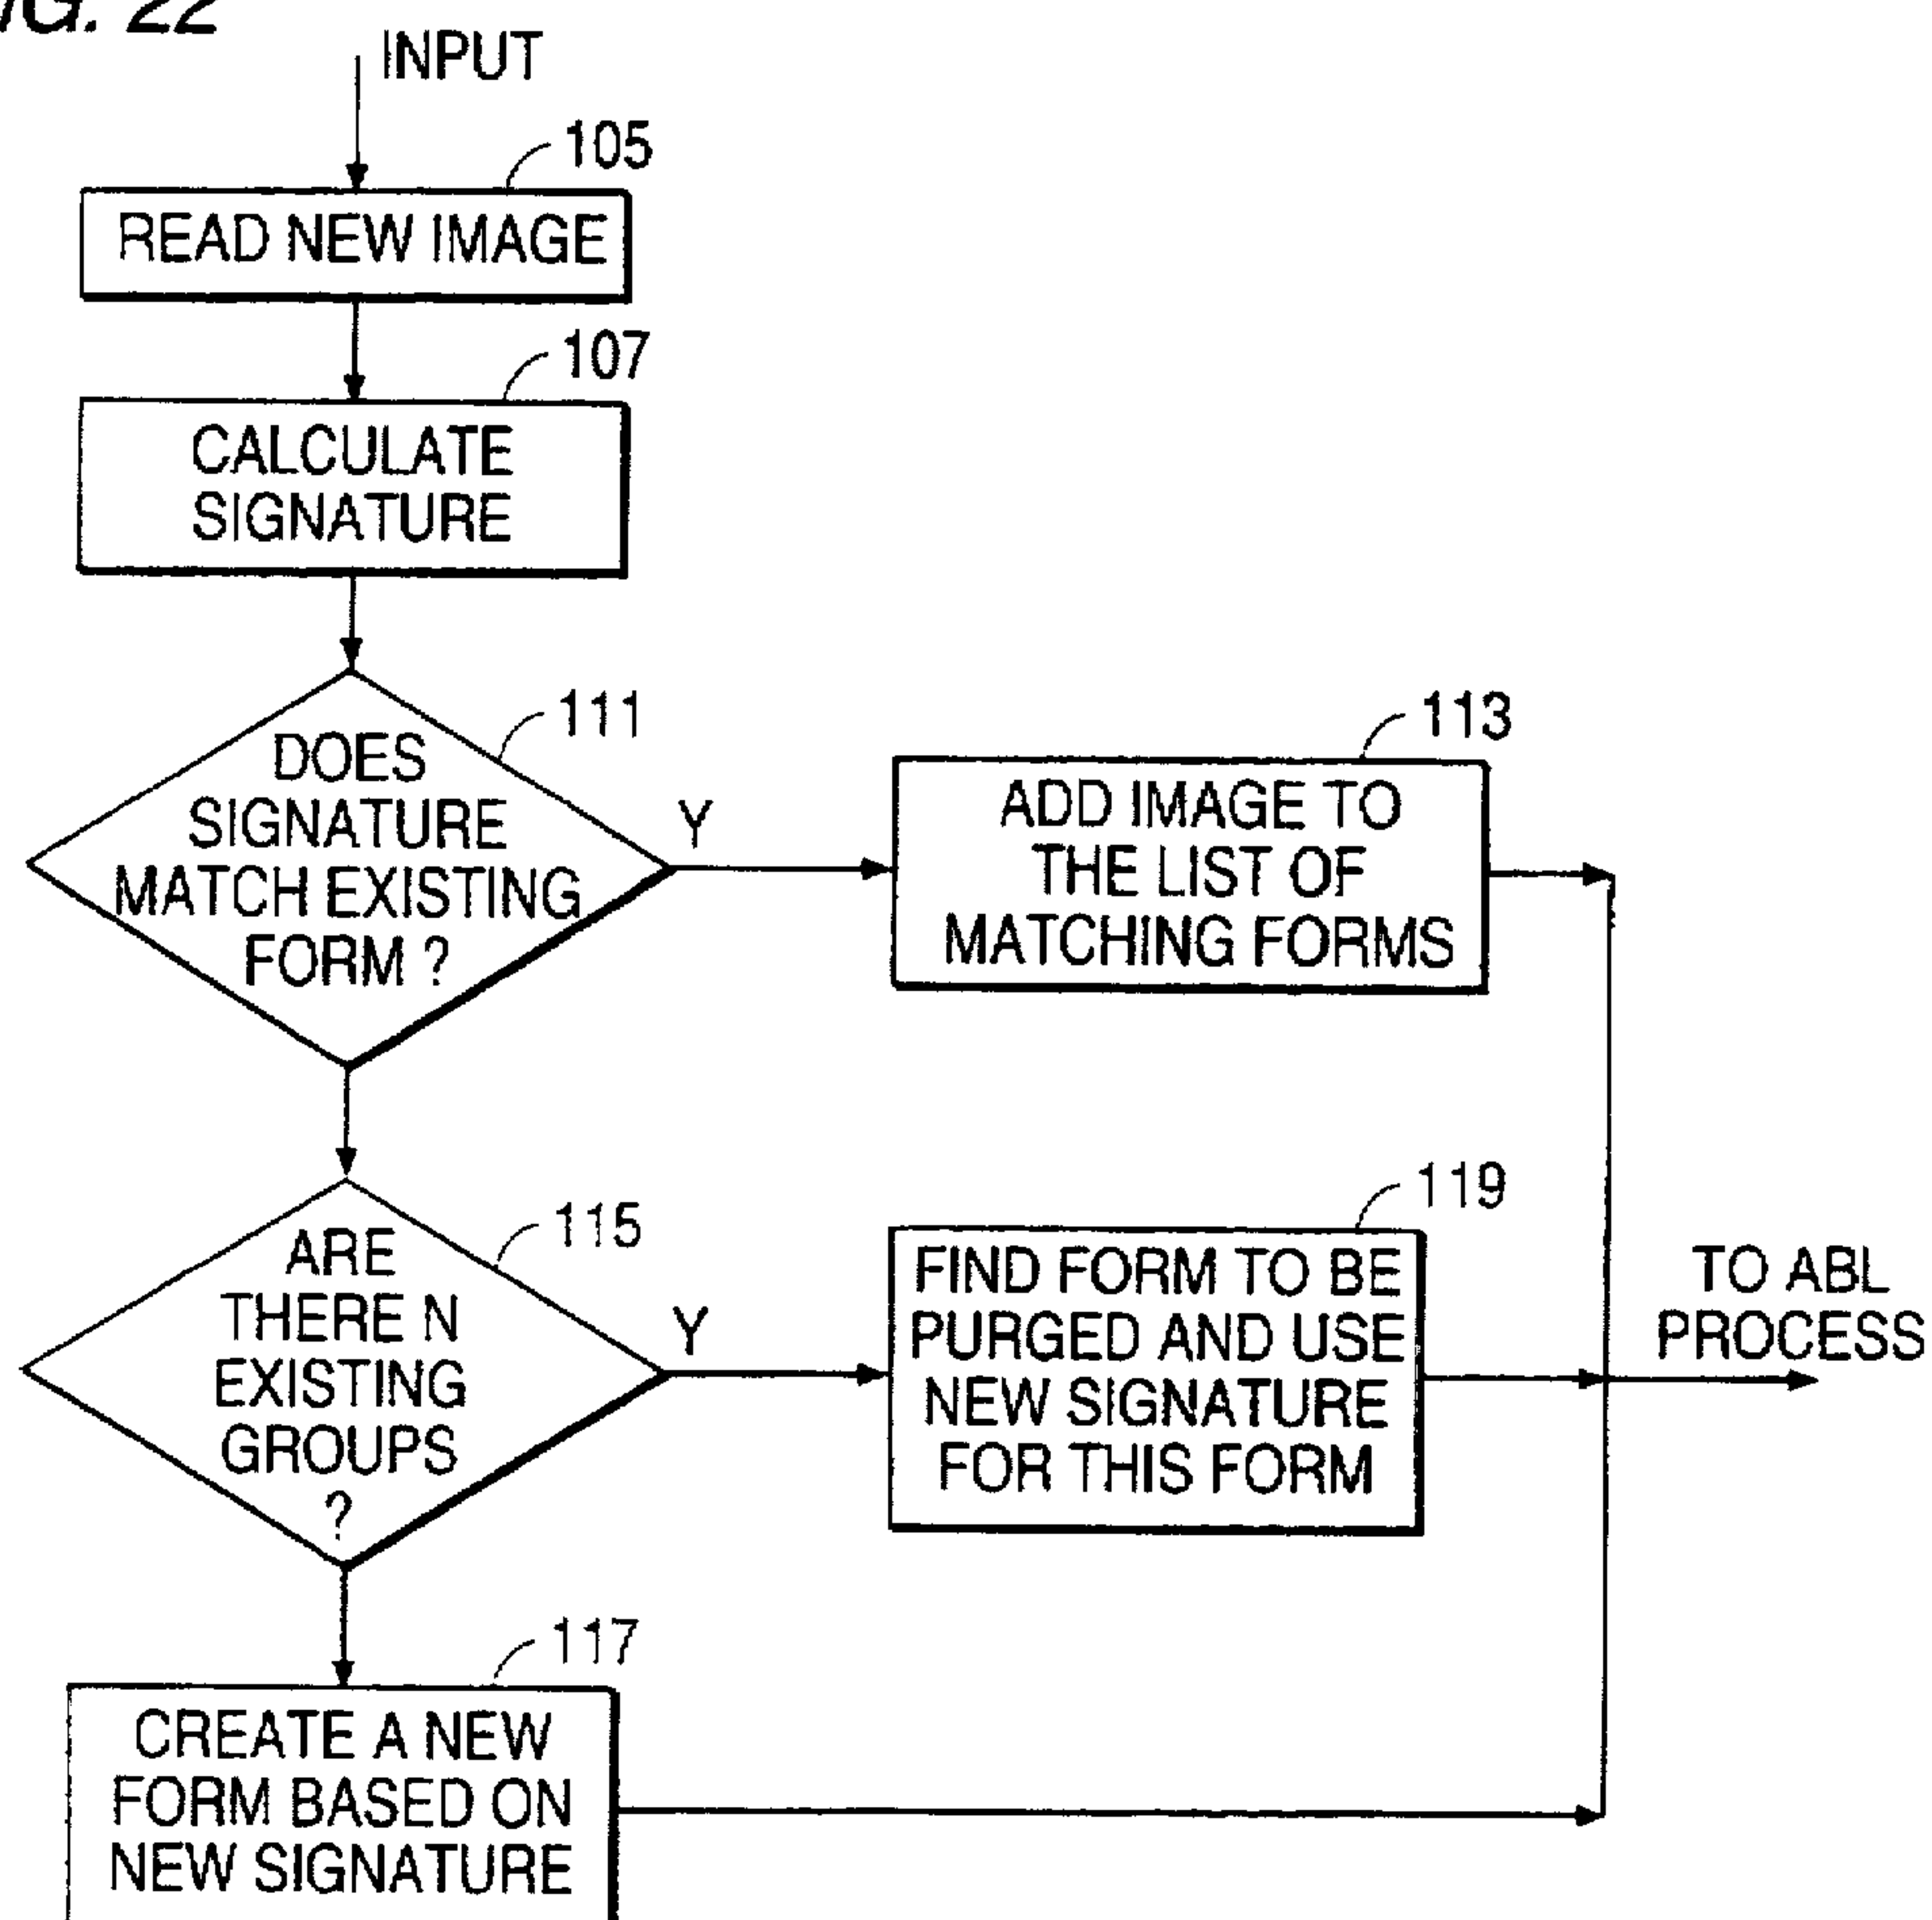 FIG. 22
INPUT
105
READ NEW IMAGE
107
CALCULATE
SIGNATURE
111
DOES
SIGNATURE
MATCH EXISTING
FORM ?
Y
113
ADD IMAGE TO
THE LIST OF
MATCHING FORMS
115
ARE
THERE N
EXISTING
GROUPS
?
Y
119
FIND FORM TO BE
PURGED AND USE
NEW SIGNATURE
FOR THIS FORM
TO ABL
PROCESS
117
CREATE A NEW
FORM BASED ON
NEW SIGNATURE